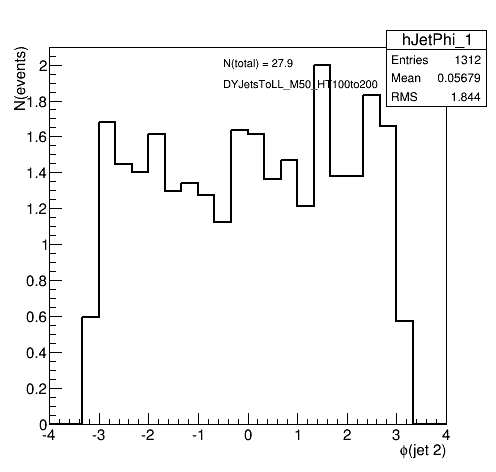 hJetPhi_1
Entries 1312
Mean 0.05679
RMS 1.844
N(total) = 27.9
DYJetsToLL_M50_HT100to200
N(events)
2
1.8
1.6
1.4
1.2
1
0.8
0.6
0.4
0.2
0
-4 -3 -2 -1 0 1 2 3 4
ϕ(jet 2)